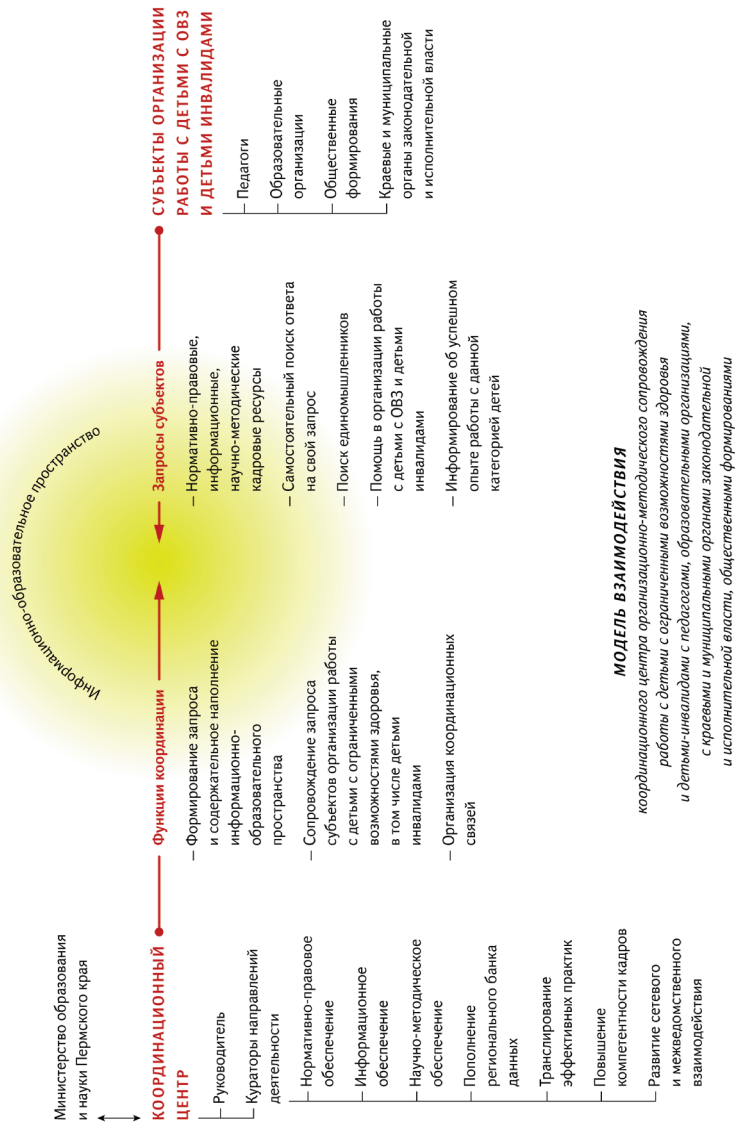 Министерство образования
и науки Пермского края
КООРДИНАЦИОННЫЙ
ЦЕНТР
Руководитель
Кураторы направлений
деятельности
Нормативно-правовое
обеспечение
Информационное
обеспечение
Научно-методическое
обеспечение
Пополнение
регионального банка
данных
Транслирование
эффективных практик
Повышение
компетентности кадров
Развитие сетевого
и межведомственного
взаимодействия
Информационно-образовательное пространство
Функции координации
— Формирование запроса
и содержательное наполнение
информационно-
образовательного
пространства
— Сопровождение запроса
субъектов организации работы
с детьми с ограниченными
возможностями здоровья,
в том числе детьми
инвалидами
— Организация координационных
связей
Запросы субъектов
— Нормативно-правовые,
информационные,
научно-методические
кадровые ресурсы
— Самостоятельный поиск ответа
на свой запрос
— Поиск единомышленников
— Помощь в организации работы
с детьми с ОВЗ и детьми
инвалидами
— Информирование об успешном
опыте работы с данной
категорией детей
СУБЪЕКТЫ ОРГАНИЗАЦИИ
РАБОТЫ С ДЕТЬМИ С ОВЗ
И ДЕТЬМИ ИНВАЛИДАМИ
Педагоги
Образовательные
организации
Общественные
формирования
Краевые и муниципальные
органы законодательной
и исполнительной власти
МОДЕЛЬ ВЗАИМОДЕЙСТВИЯ
координационного центра организационно-методического сопровождения
работы с детьми с ограниченными возможностями здоровья
и детьми-инвалидами с педагогами, образовательными организациями,
с краевыми и муниципальными органами законодательной
и исполнительной власти, общественными формированиями